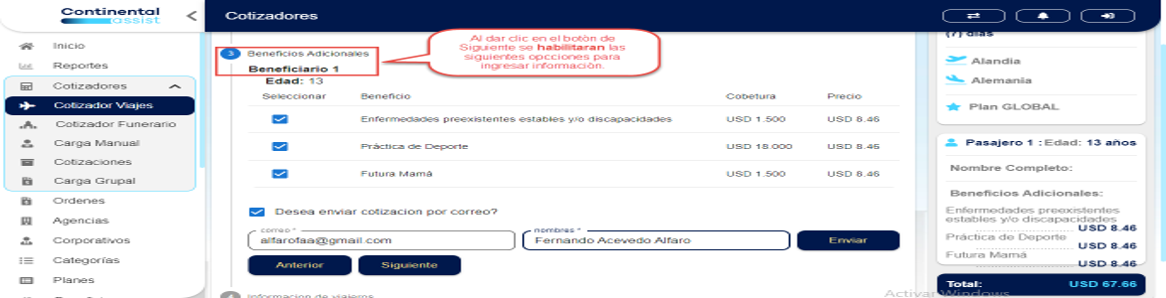 Continental
assist
Cotizadores
Inicio
Reportes
Cotizadores
Cotizador Viajes
Cotizador Funerario
Carga Manual
Cotizaciones
Carga Grupal
Ordenes
Agencias
Corporativos
Categorías
Planes
3 Beneficios Adicionales
Beneficiario 1
Edad: 13
Al dar clic en el botón de
Siguiente se habilitaran las
siguientes opcciones para
ingresar información.
Seleccionar Beneficio Cobetura Precio
Enfermedades preexistentes estables y/o discapacidades USD 1.500 USD 8.46
Práctica de Deporte USD 18.000 USD 8.46
Futura Mamá USD 1.500 USD 8.46
Desea enviar cotizacion por correo?
correo * nombres *
alfarofaa@gmail.com Fernando Acevedo Alfaro Enviar
Anterior Siguiente
4 Informacion de viajeros
(7) días
Alandia
Alemania
Plan GLOBAL
Pasajero 1 : Edad: 13 años
Nombre Completo:
Beneficios Adicionales:
Enfermedades preexistentes
estables y/o discapacidades
USD 8.46
Práctica de Deporte
USD 8.46
Futura Mamá
USD 8.46
Total: USD 67.66
Activar Windows